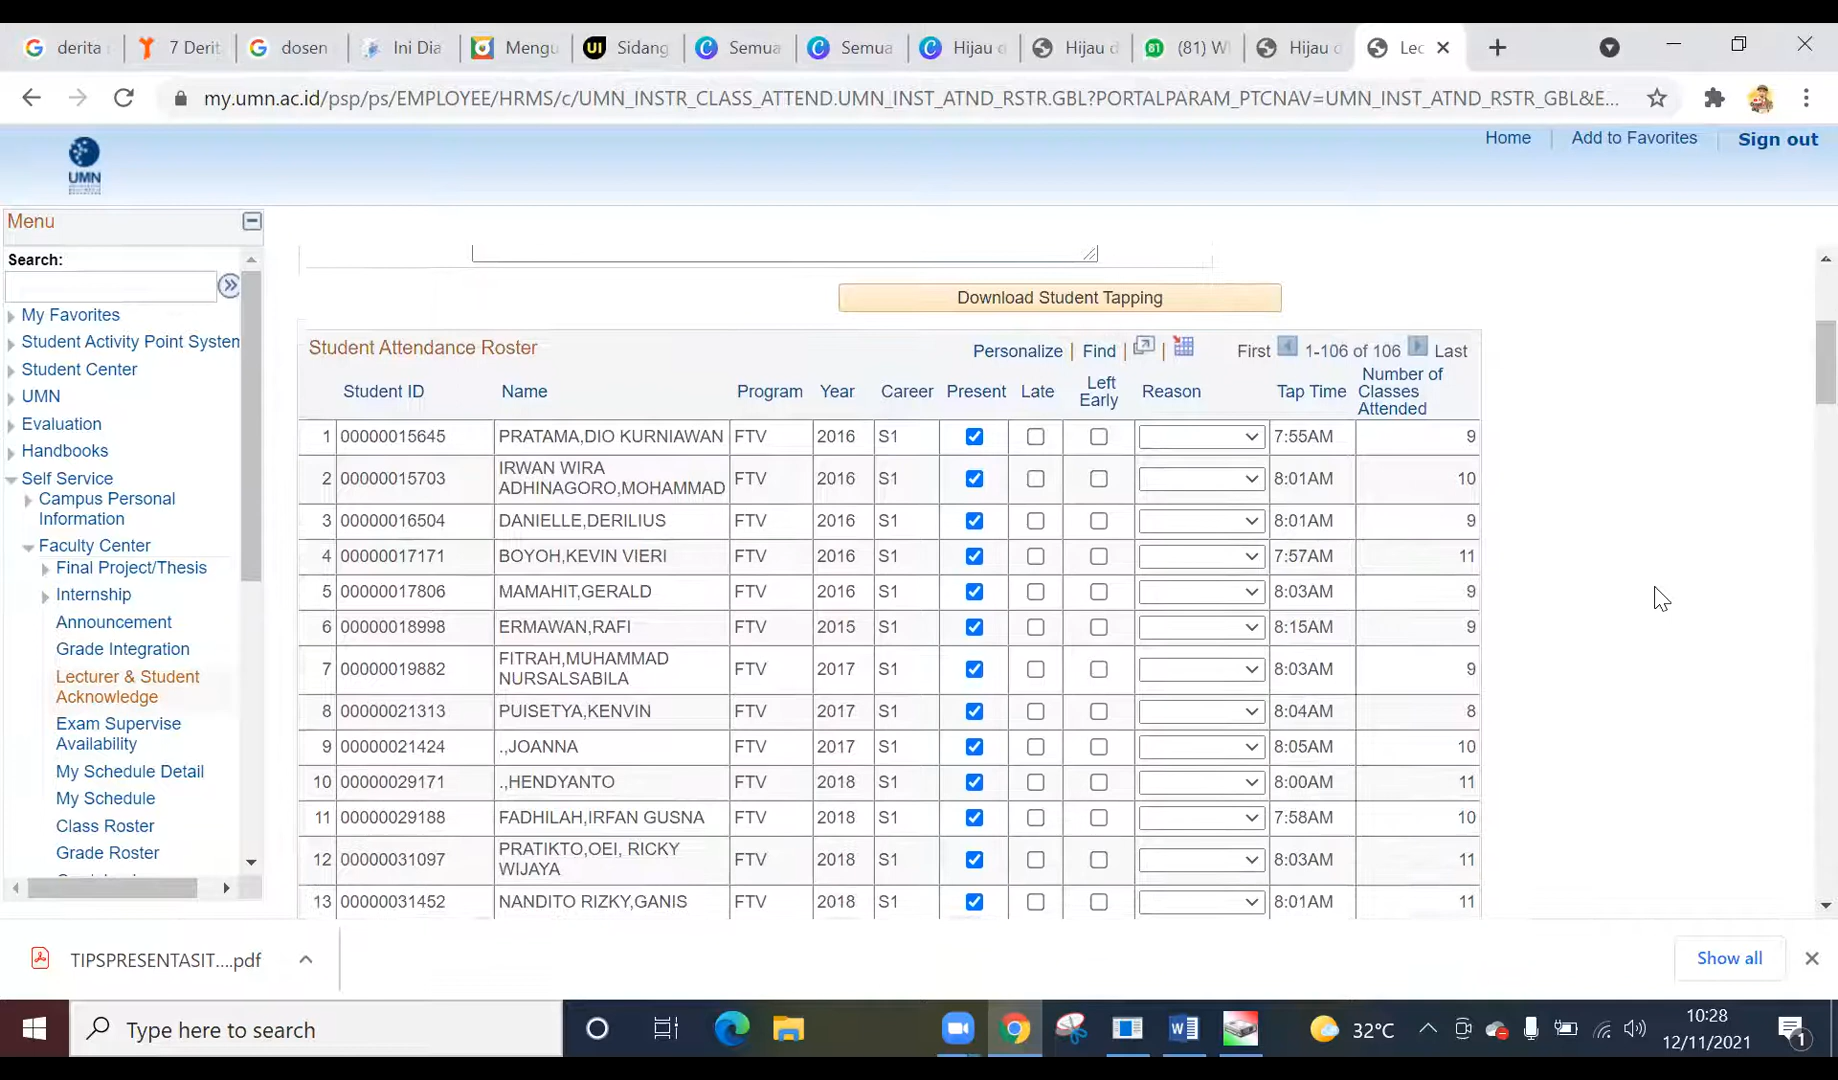 derita
7 Derit
dosen
Ini Dia
Mengu
UI Sidang
Semua
Semua
Hijau d
Hijau d
81 (81) W
Hijau d
Lec
my.umn.ac.id/psp/ps/EMPLOYEE/HRMS/c/UMN_INSTR_CLASS_ATTEND.UMN_INST_ATND_RSTR.GBL?PORTALPARAM_PTCNAV=UMN_INST_ATND_RSTR_GBL&E...
UMN
Home
Add to Favorites
Sign out
Menu
Search:
My Favorites
Student Activity Point System
Student Center
UMN
Evaluation
Handbooks
Self Service
Campus Personal
Information
Faculty Center
Final Project/Thesis
Internship
Announcement
Grade Integration
Lecturer & Student
Acknowledge
Exam Supervise
Availability
My Schedule Detail
My Schedule
Class Roster
Grade Roster
Download Student Tapping
Student Attendance Roster
Personalize | Find | | First 1-106 of 106 Last
Student ID Name Program Year Career Present Late Left Early Reason Tap Time Number of Classes Attended
1 00000015645 PRATAMA,DIO KURNIAWAN FTV 2016 S1 7:55AM 9
2 00000015703 IRWAN WIRA ADHINAGORO,MOHAMMAD FTV 2016 S1 8:01AM 10
3 00000016504 DANIELLE,DERILIUS FTV 2016 S1 8:01AM 9
4 00000017171 BOYOH,KEVIN VIERI FTV 2016 S1 7:57AM 11
5 00000017806 MAMAHIT,GERALD FTV 2016 S1 8:03AM 9
6 00000018998 ERMAWAN,RAFI FTV 2015 S1 8:15AM 9
7 00000019882 FITRAH,MUHAMMAD NURSALSABILA FTV 2017 S1 8:03AM 9
8 00000021313 PUISETYA,KENVIN FTV 2017 S1 8:04AM 8
9 00000021424 .,JOANNA FTV 2017 S1 8:05AM 10
10 00000029171 .,HENDYANTO FTV 2018 S1 8:00AM 11
11 00000029188 FADHILAH,IRFAN GUSNA FTV 2018 S1 7:58AM 10
12 00000031097 PRATIKTO,OEI, RICKY WIJAYA FTV 2018 S1 8:03AM 11
13 00000031452 NANDITO RIZKY,GANIS FTV 2018 S1 8:01AM 11
TIPSPRESENTASIT....pdf
Show all
Type here to search
32°C
10:28
12/11/2021
1